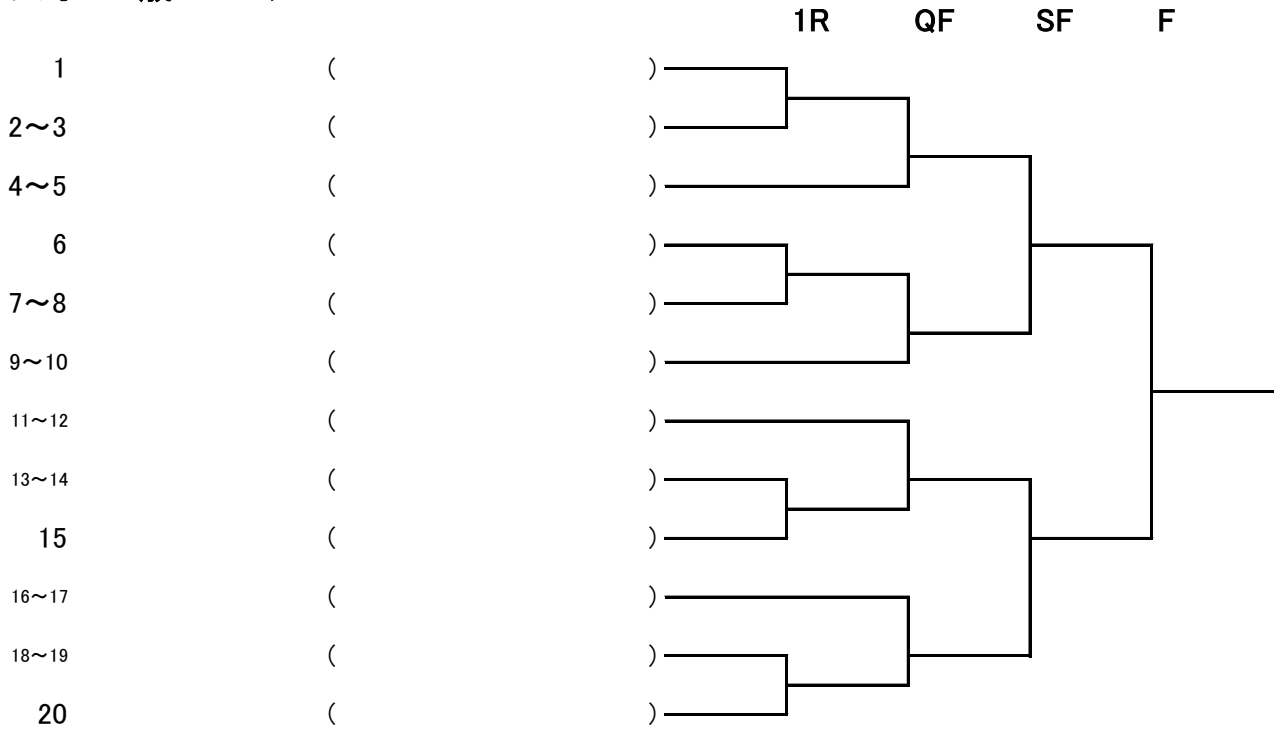 1R QF SF F
1 ( )
2～3 ( )
4～5 ( )
6 ( )
7～8 ( )
9～10 ( )
11～12 ( )
13～14 ( )
15 ( )
16～17 ( )
18～19 ( )
20 ( )